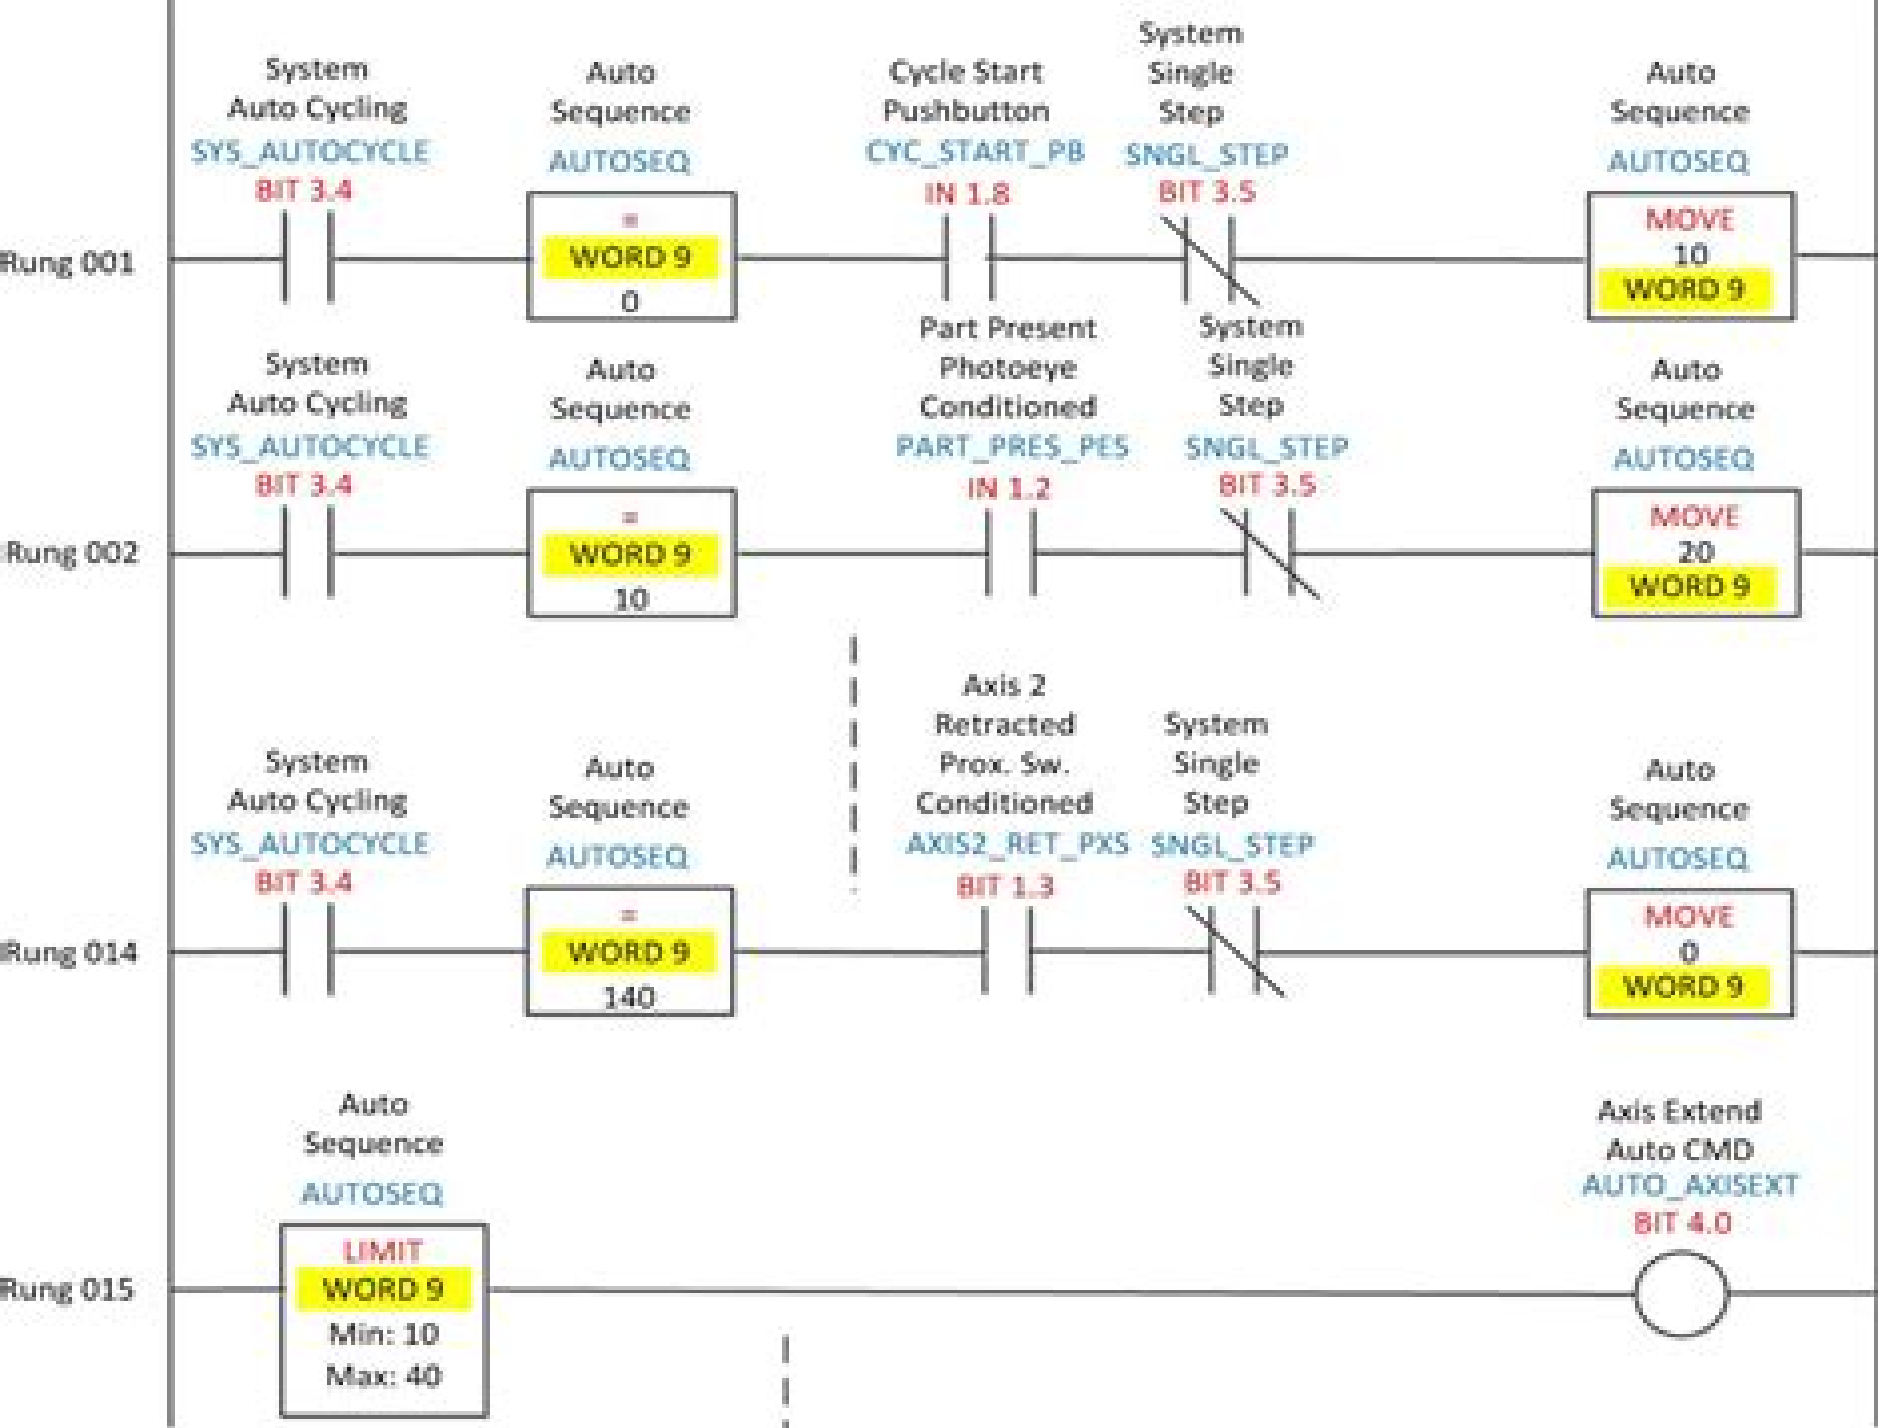 System
Auto Cycling
SYS_AUTOCYCLE
BIT 3.4
Auto
Sequence
AUTOSEQ
=
WORD 9
0
Cycle Start
Pushbutton
CYC_START_PB
IN 1.8
System
Single
Step
SNGL_STEP
BIT 3.5
Auto
Sequence
AUTOSEQ
MOVE
10
WORD 9
Rung 001
System
Auto Cycling
SYS_AUTOCYCLE
BIT 3.4
Auto
Sequence
AUTOSEQ
=
WORD 9
10
Part Present
Photoeye
Conditioned
PART_PRES_PES
IN 1.2
System
Single
Step
SNGL_STEP
BIT 3.5
Auto
Sequence
AUTOSEQ
MOVE
20
WORD 9
Rung 002
System
Auto Cycling
SYS_AUTOCYCLE
BIT 3.4
Auto
Sequence
AUTOSEQ
=
WORD 9
140
Axis 2
Retracted
Prox. Sw.
Conditioned
AXIS2_RET_PXS
BIT 1.3
System
Single
Step
SNGL_STEP
BIT 3.5
Auto
Sequence
AUTOSEQ
MOVE
0
WORD 9
Rung 014
Auto
Sequence
AUTOSEQ
LIMIT
WORD 9
Min: 10
Max: 40
Axis Extend
Auto CMD
AUTO_AXISEXT
BIT 4.0
Rung 015